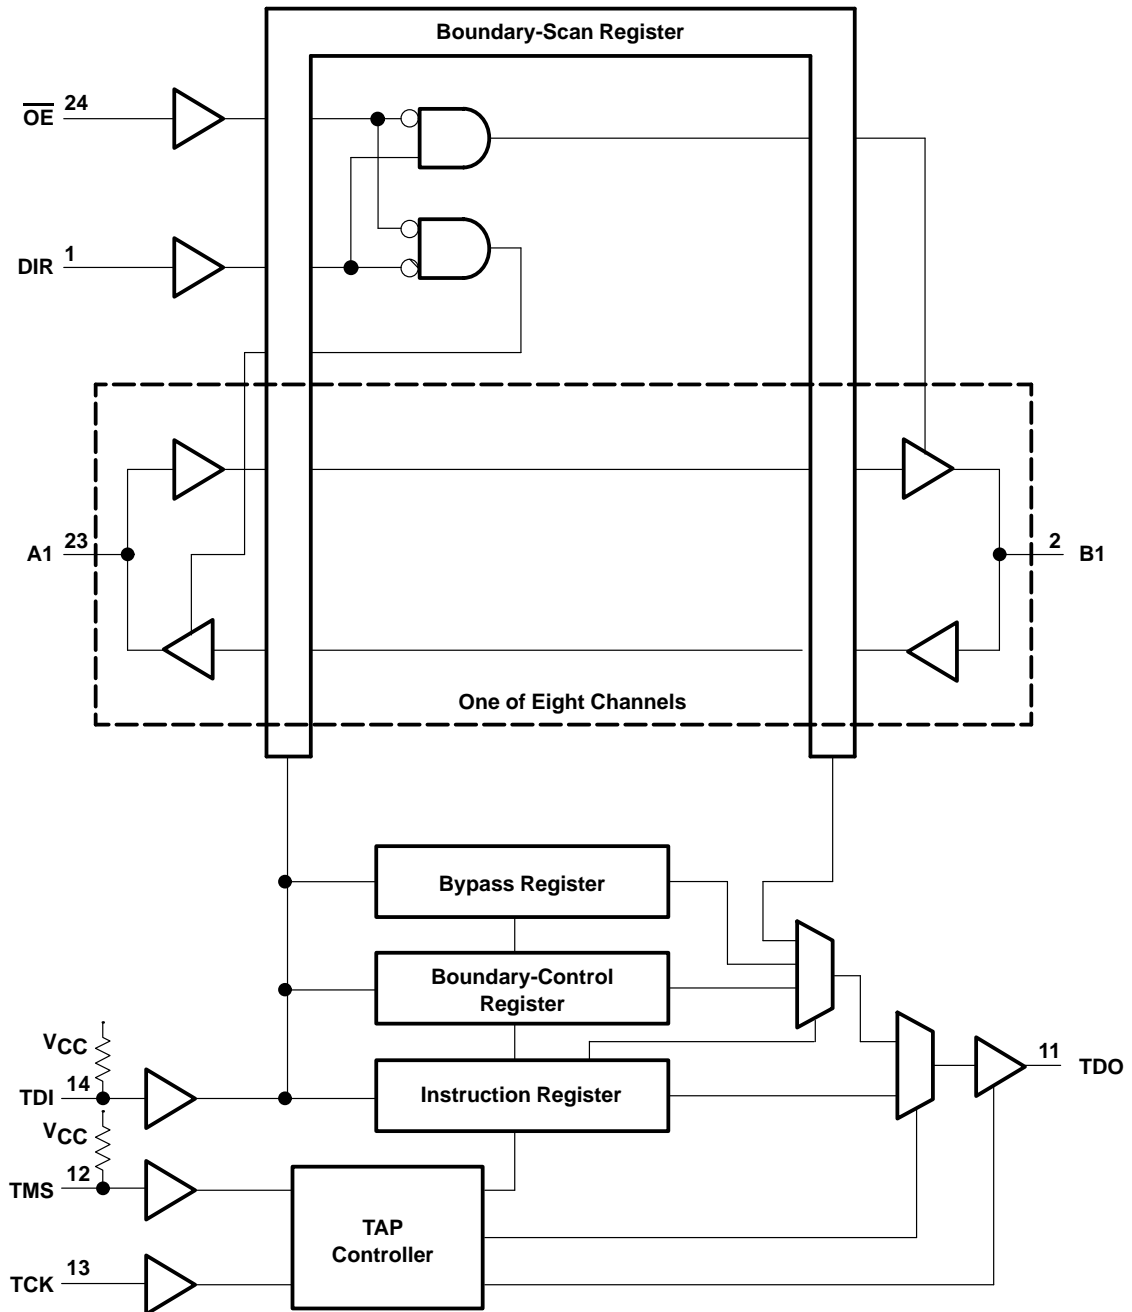 Boundary-Scan Register
OE 24
DIR 1
A1 23
2 B1
One of Eight Channels
Bypass Register
Boundary-Control
Register
VCC
TDI 14
Instruction Register
11 TDO
VCC
TMS 12
TAP
Controller
TCK 13